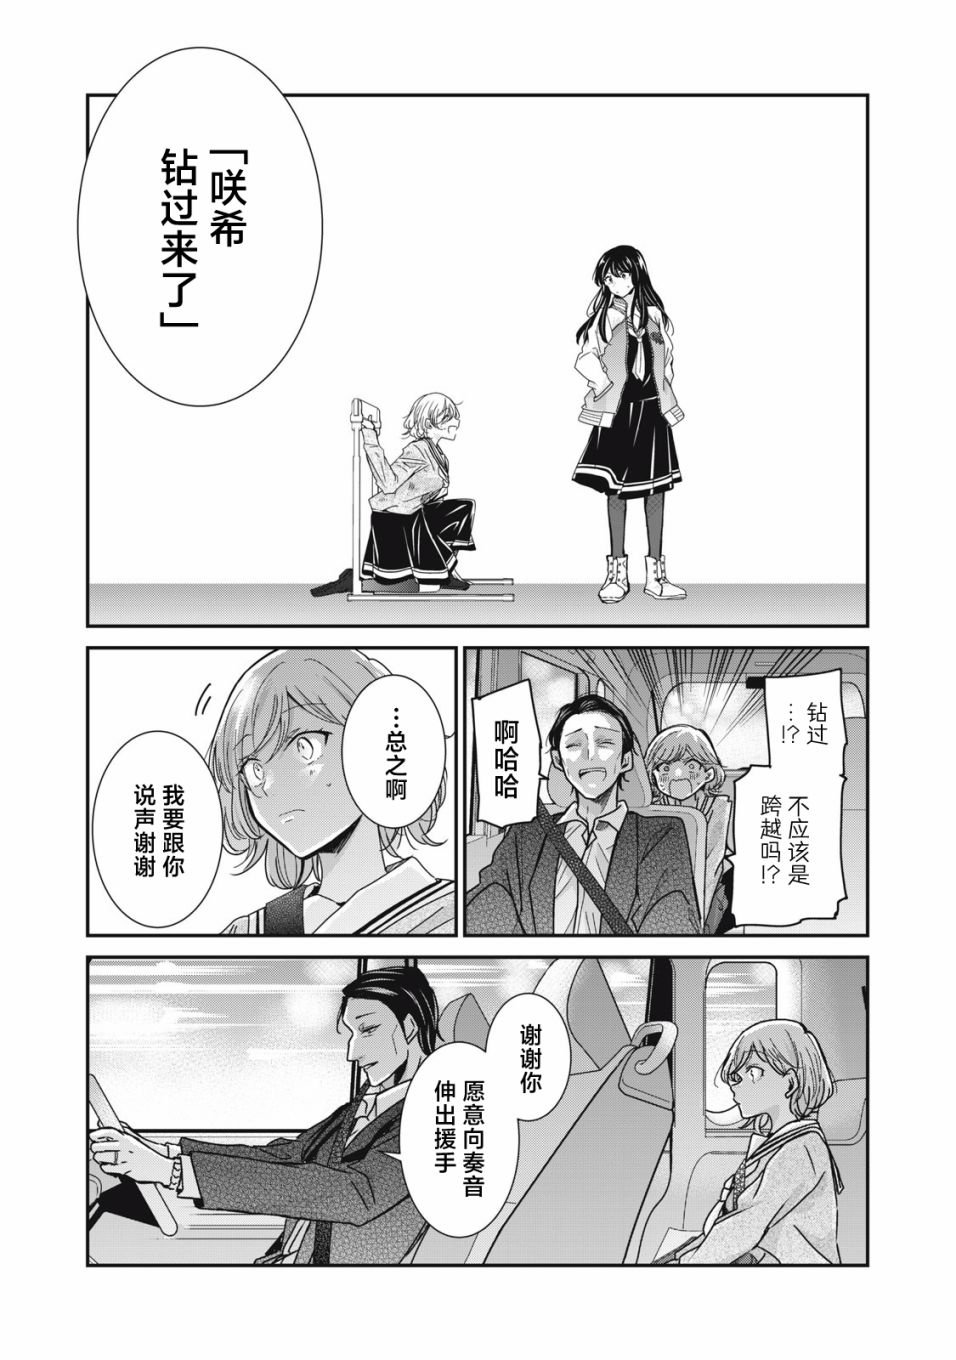 「咲希
钻过来了」
钻过
…!?
不应该是
跨越吗!?
啊哈哈
…总之啊
我要跟你
说声谢谢
谢谢你
愿意向奏音
伸出援手